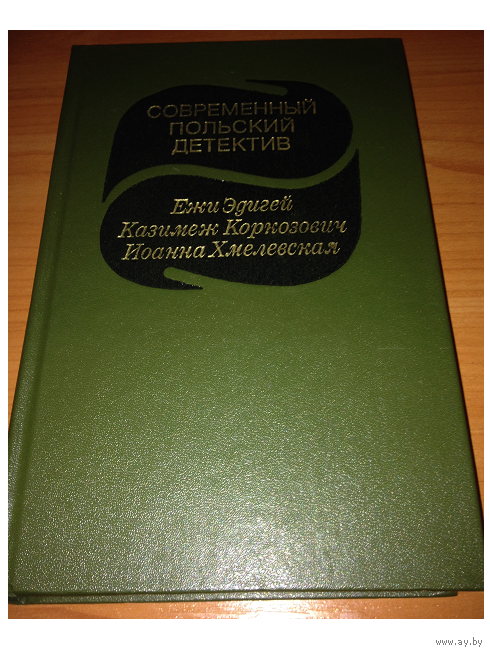 СОВРЕМЕННЫЙ
ПОЛЬСКИЙ
ДЕТЕКТИВ
Ежи Эдигей
Казимеж Коркозович
Иоанна Хмелевская
www.ay.by